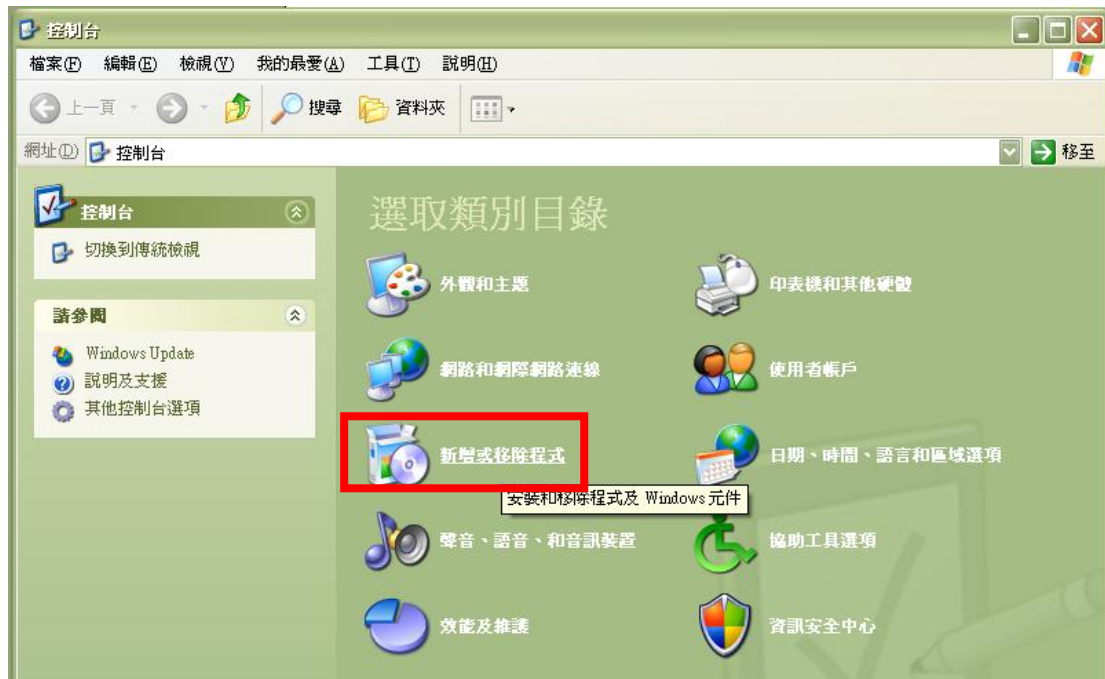 控制台
檔案(F) 編輯(E) 檢視(V) 我的最愛(A) 工具(T) 說明(H)
上一頁 搜尋 資料夾
網址(D) 控制台 移至
控制台
切換到傳統檢視
請參閱
Windows Update
說明及支援
其他控制台選項
選取類別目錄
外觀和主題
印表機和其他硬體
網路和網際網路連線
使用者帳戶
新增或移除程式
日期、時間、語言和區域選項
安裝和移除程式及 Windows 元件
聲音、語音、和音訊裝置
協助工具選項
效能及維護
資訊安全中心